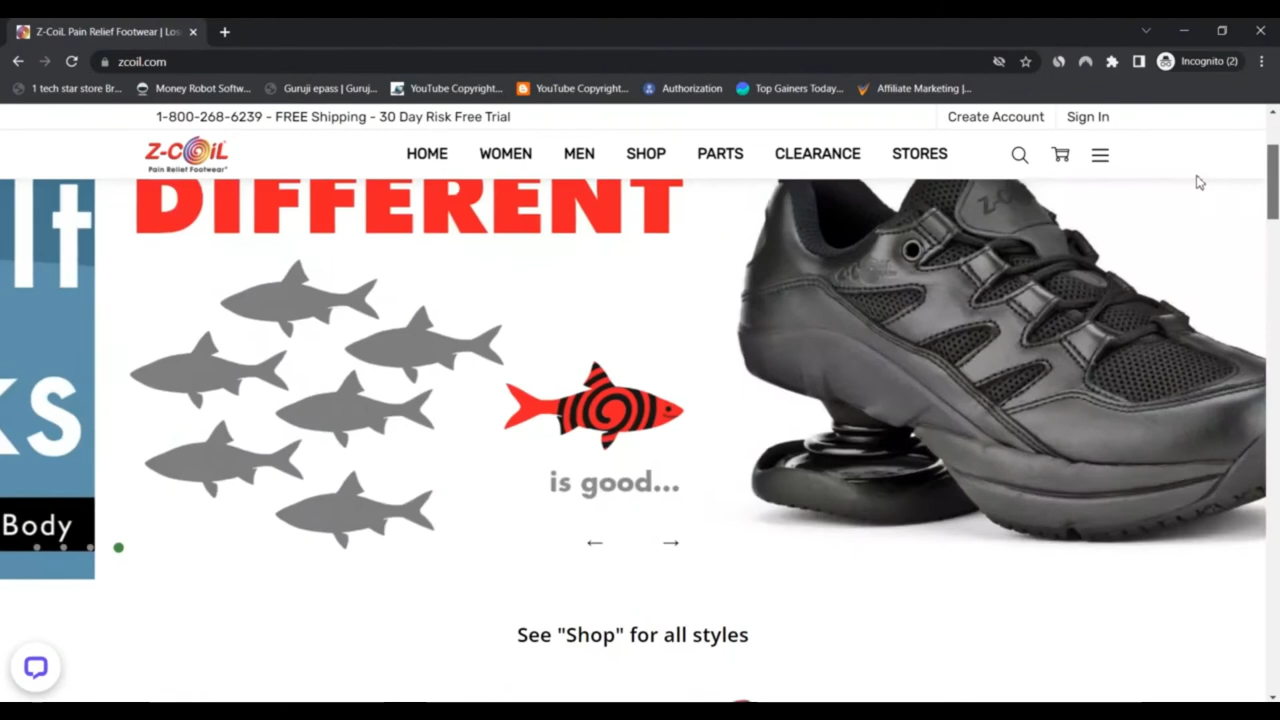 Z-CoiL Pain Relief Footwear | Los
zcoil.com
Incognito (2)
1 tech star store Br...
Money Robot Softw...
Guruji epass | Guruj...
YouTube Copyright...
YouTube Copyright...
Authorization
Top Gainers Today...
Affiliate Marketing |...
1-800-268-6239 - FREE Shipping - 30 Day Risk Free Trial
Create Account
Sign In
Z-COiL
Pain Relief Footwear®
HOME
WOMEN
MEN
SHOP
PARTS
CLEARANCE
STORES
It
DIFFERENT
KS
is good...
Body
See "Shop" for all styles